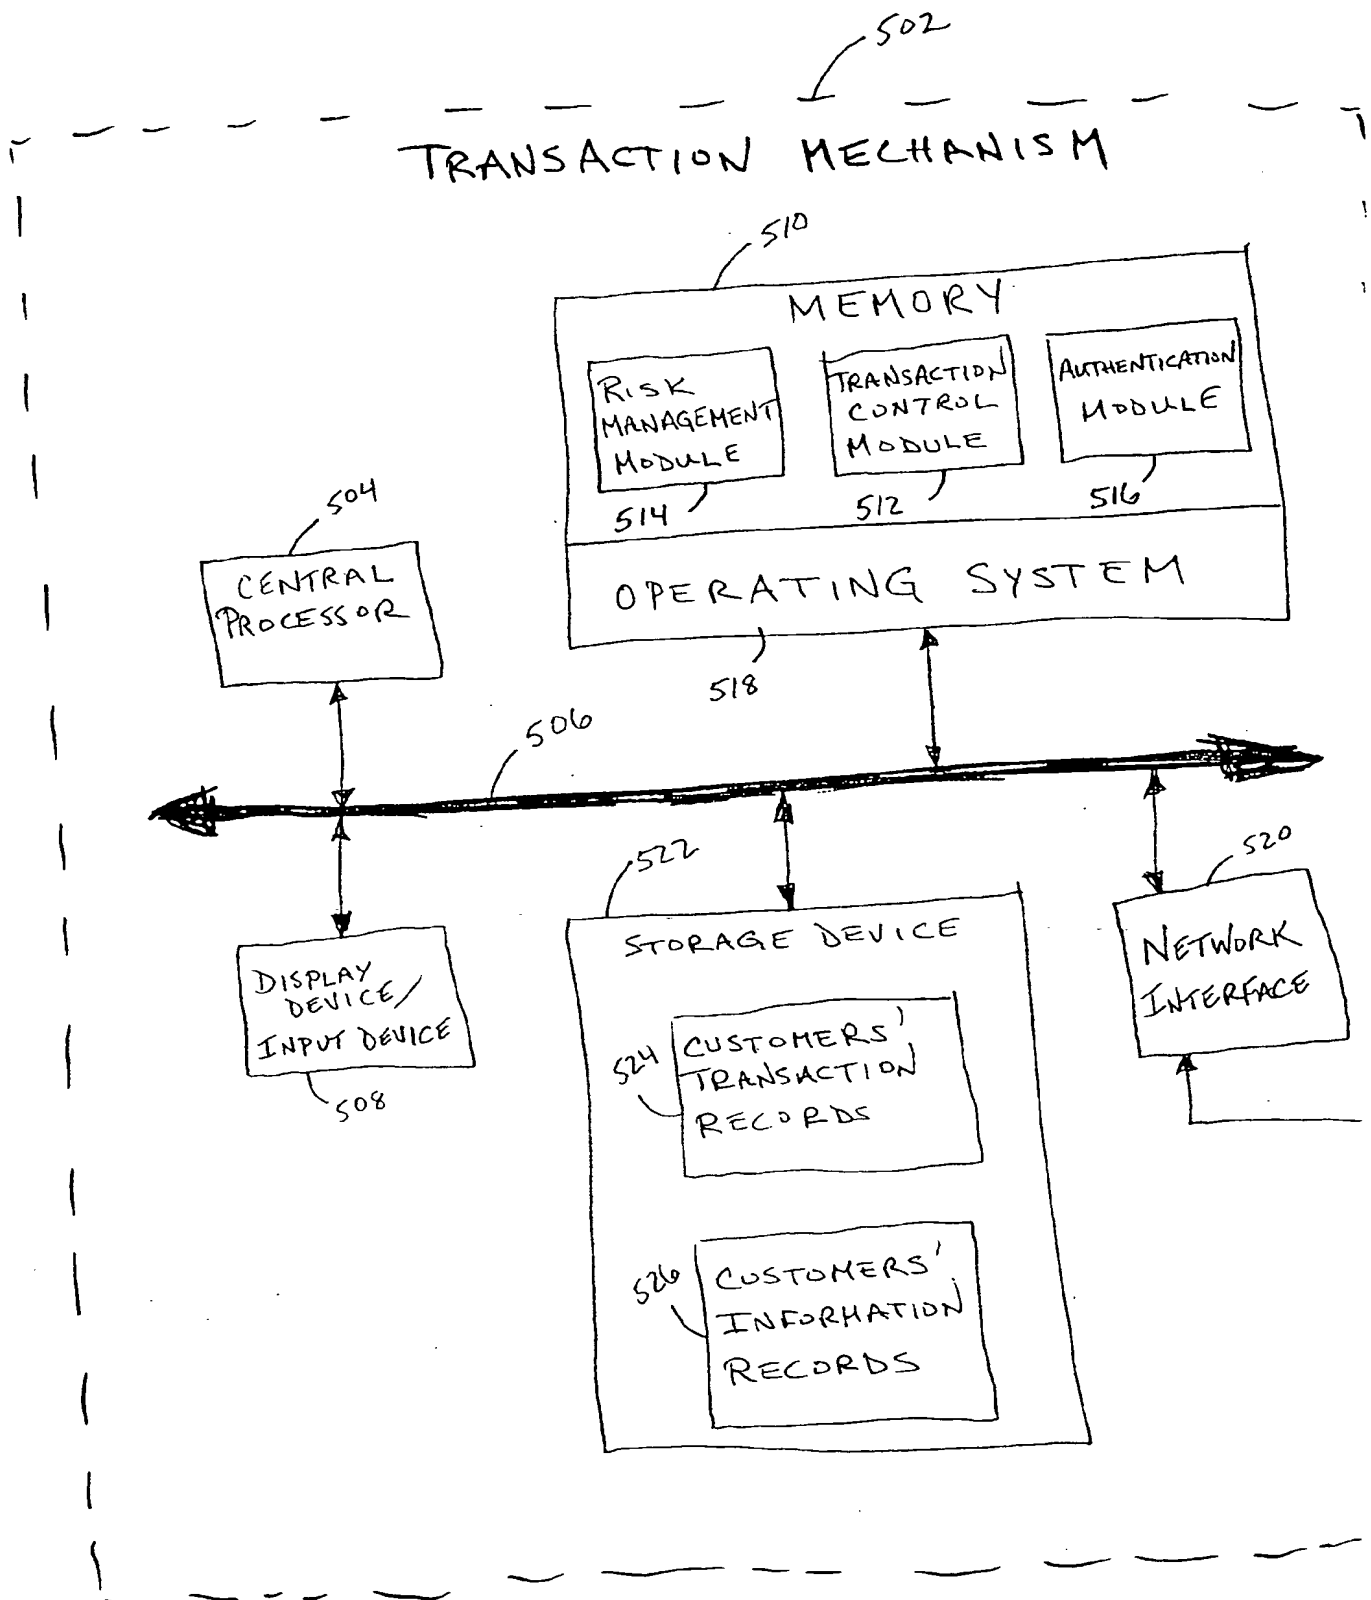 502
TRANSACTION MECHANISM
510
MEMORY
RISK
MANAGEMENT
MODULE
514
TRANSACTION
CONTROL
MODULE
512
AUTHENTICATION
MODULE
516
OPERATING SYSTEM
518
504
CENTRAL
PROCESSOR
506
508
DISPLAY
DEVICE/
INPUT DEVICE
522
STORAGE DEVICE
524
CUSTOMERS'
TRANSACTION
RECORDS
526
CUSTOMERS'
INFORMATION
RECORDS
520
NETWORK
INTERFACE